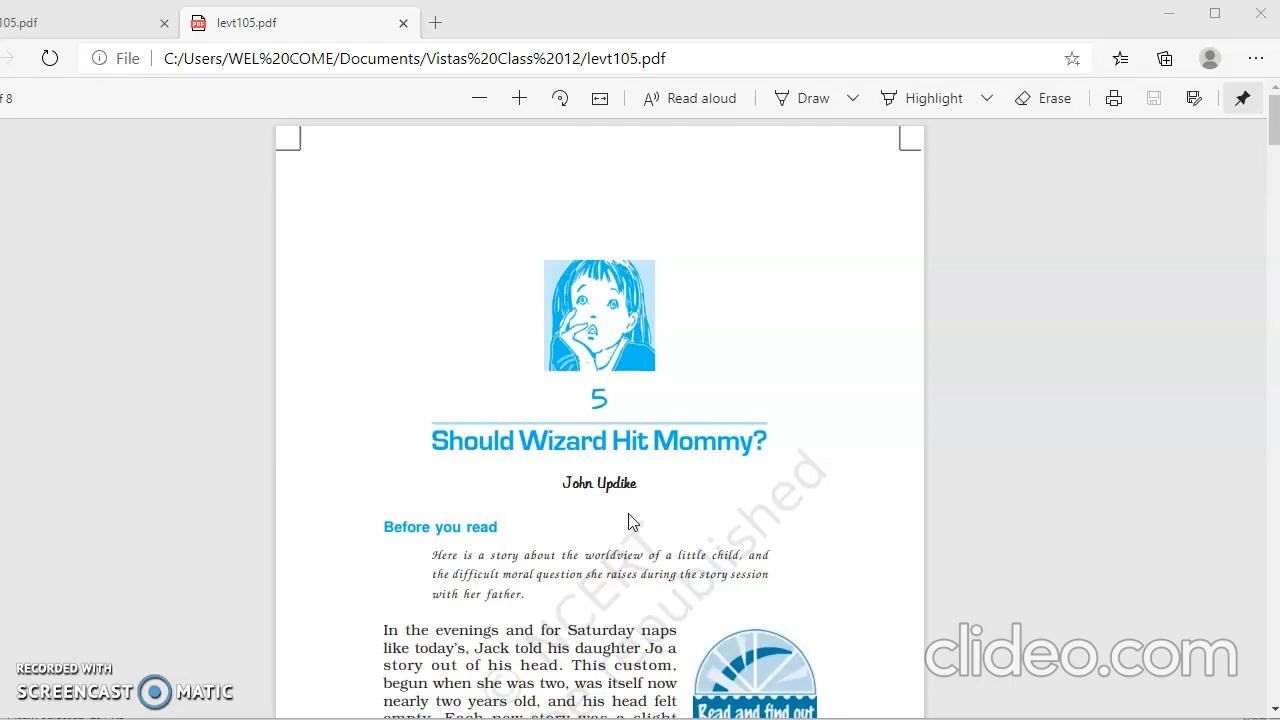 105.pdf
levt105.pdf
File
C:/Users/WEL%20COME/Documents/Vistas%20Class%2012/levt105.pdf
of 8
Read aloud
Draw
Highlight
Erase
5
Should Wizard Hit Mommy?
John Updike
Before you read
Here is a story about the worldview of a little child, and
the difficult moral question she raises during the story session
with her father.
In the evenings and for Saturday naps
like today's, Jack told his daughter Jo a
story out of his head. This custom,
begun when she was two, was itself now
nearly two years old, and his head felt
empty. Each new story was a slight
Read and find out
© NCERT
be republished
clideo.com
RECORDED WITH
SCREENCAST MATIC